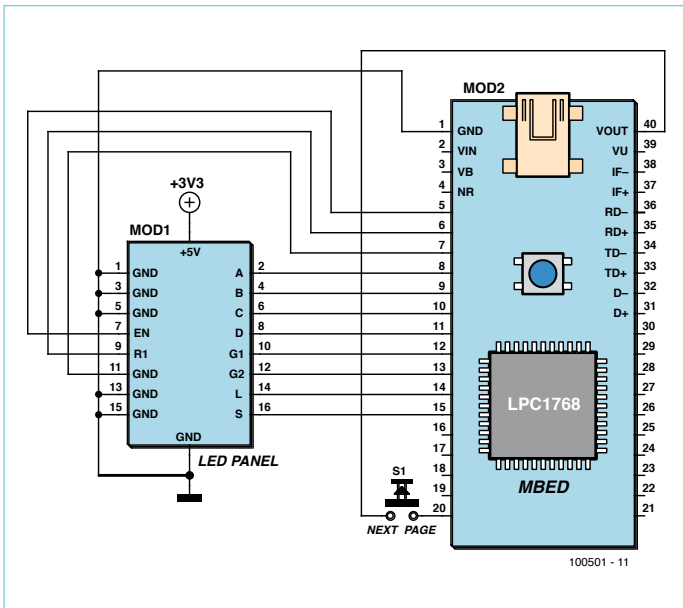 MOD2
1 GND VOUT 40
2 VIN VU 39
3 VB IF– 38
4 NR IF+ 37
5 RD– 36
6 RD+ 35
7 TD– 34
8 TD+ 33
9 D– 32
10 D+ 31
11 30
12 29
13 28
14 27
15 26
16 25
17 24
18 23
19 22
20 21
LPC1768
MBED
+3V3
MOD1
+5V
1 GND A 2
3 GND B 4
5 GND C 6
7 EN D 8
9 R1 G1 10
11 GND G2 12
13 GND L 14
15 GND S 16
GND
LED PANEL
S1
NEXT PAGE
100501 - 11